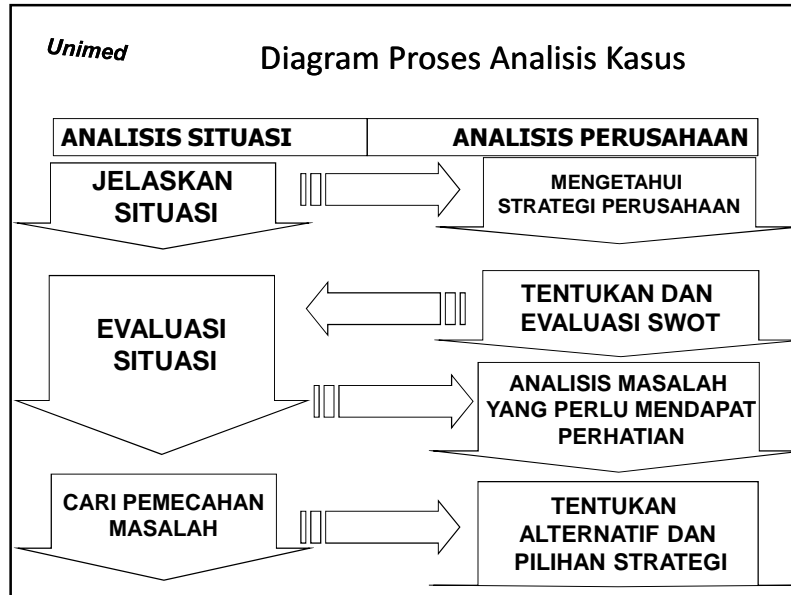 Unimed
Diagram Proses Analisis Kasus
ANALISIS SITUASI
ANALISIS PERUSAHAAN
JELASKAN
SITUASI
MENGETAHUI
STRATEGI PERUSAHAAN
EVALUASI
SITUASI
TENTUKAN DAN
EVALUASI SWOT
ANALISIS MASALAH
YANG PERLU MENDAPAT
PERHATIAN
CARI PEMECAHAN
MASALAH
TENTUKAN
ALTERNATIF DAN
PILIHAN STRATEGI